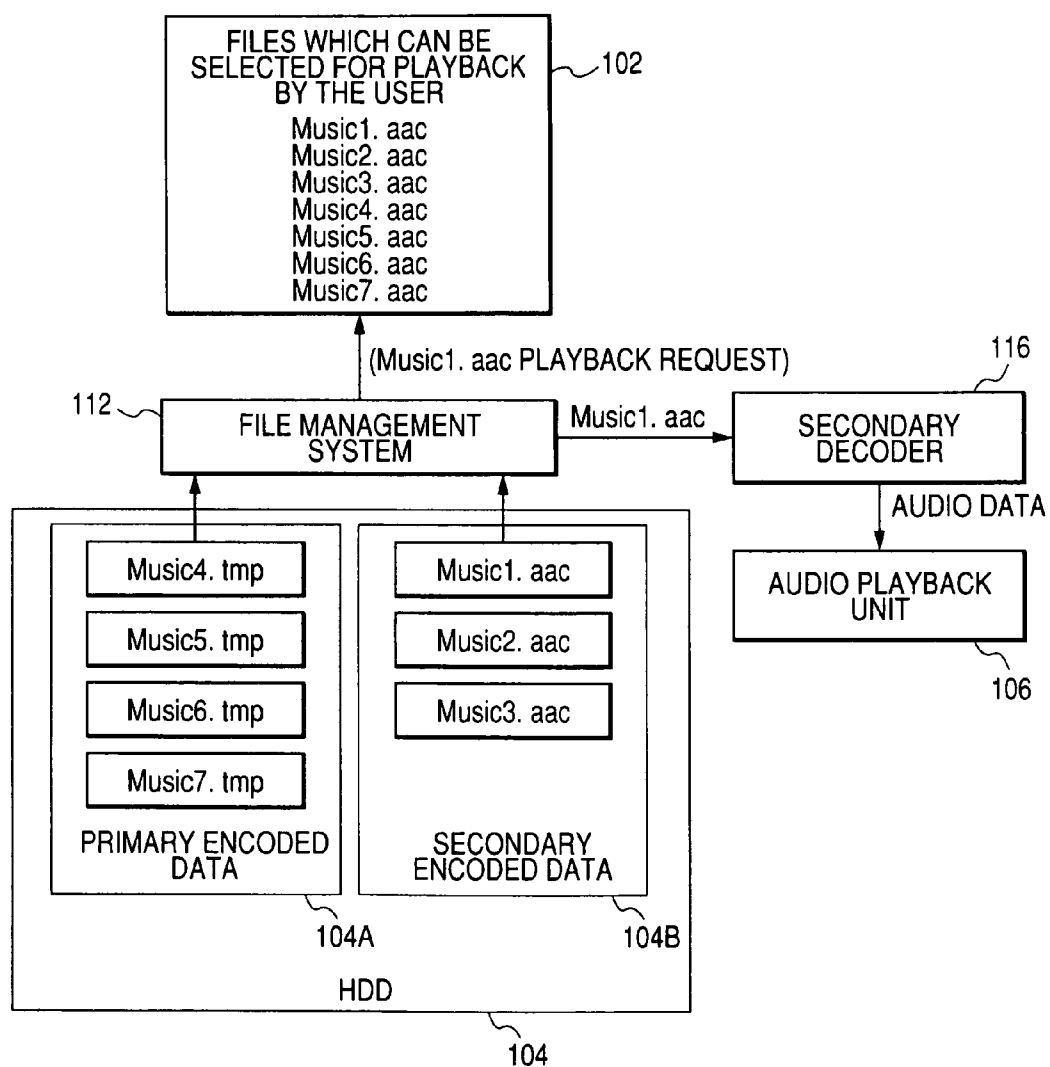 FILES WHICH CAN BE
SELECTED FOR PLAYBACK
BY THE USER
Music1. aac
Music2. aac
Music3. aac
Music4. aac
Music5. aac
Music6. aac
Music7. aac
102
(Music1. aac PLAYBACK REQUEST)
112
FILE MANAGEMENT
SYSTEM
Music1. aac
116
SECONDARY
DECODER
AUDIO DATA
AUDIO PLAYBACK
UNIT
106
Music4. tmp
Music5. tmp
Music6. tmp
Music7. tmp
PRIMARY ENCODED
DATA
104A
Music1. aac
Music2. aac
Music3. aac
SECONDARY
ENCODED DATA
104B
HDD
104